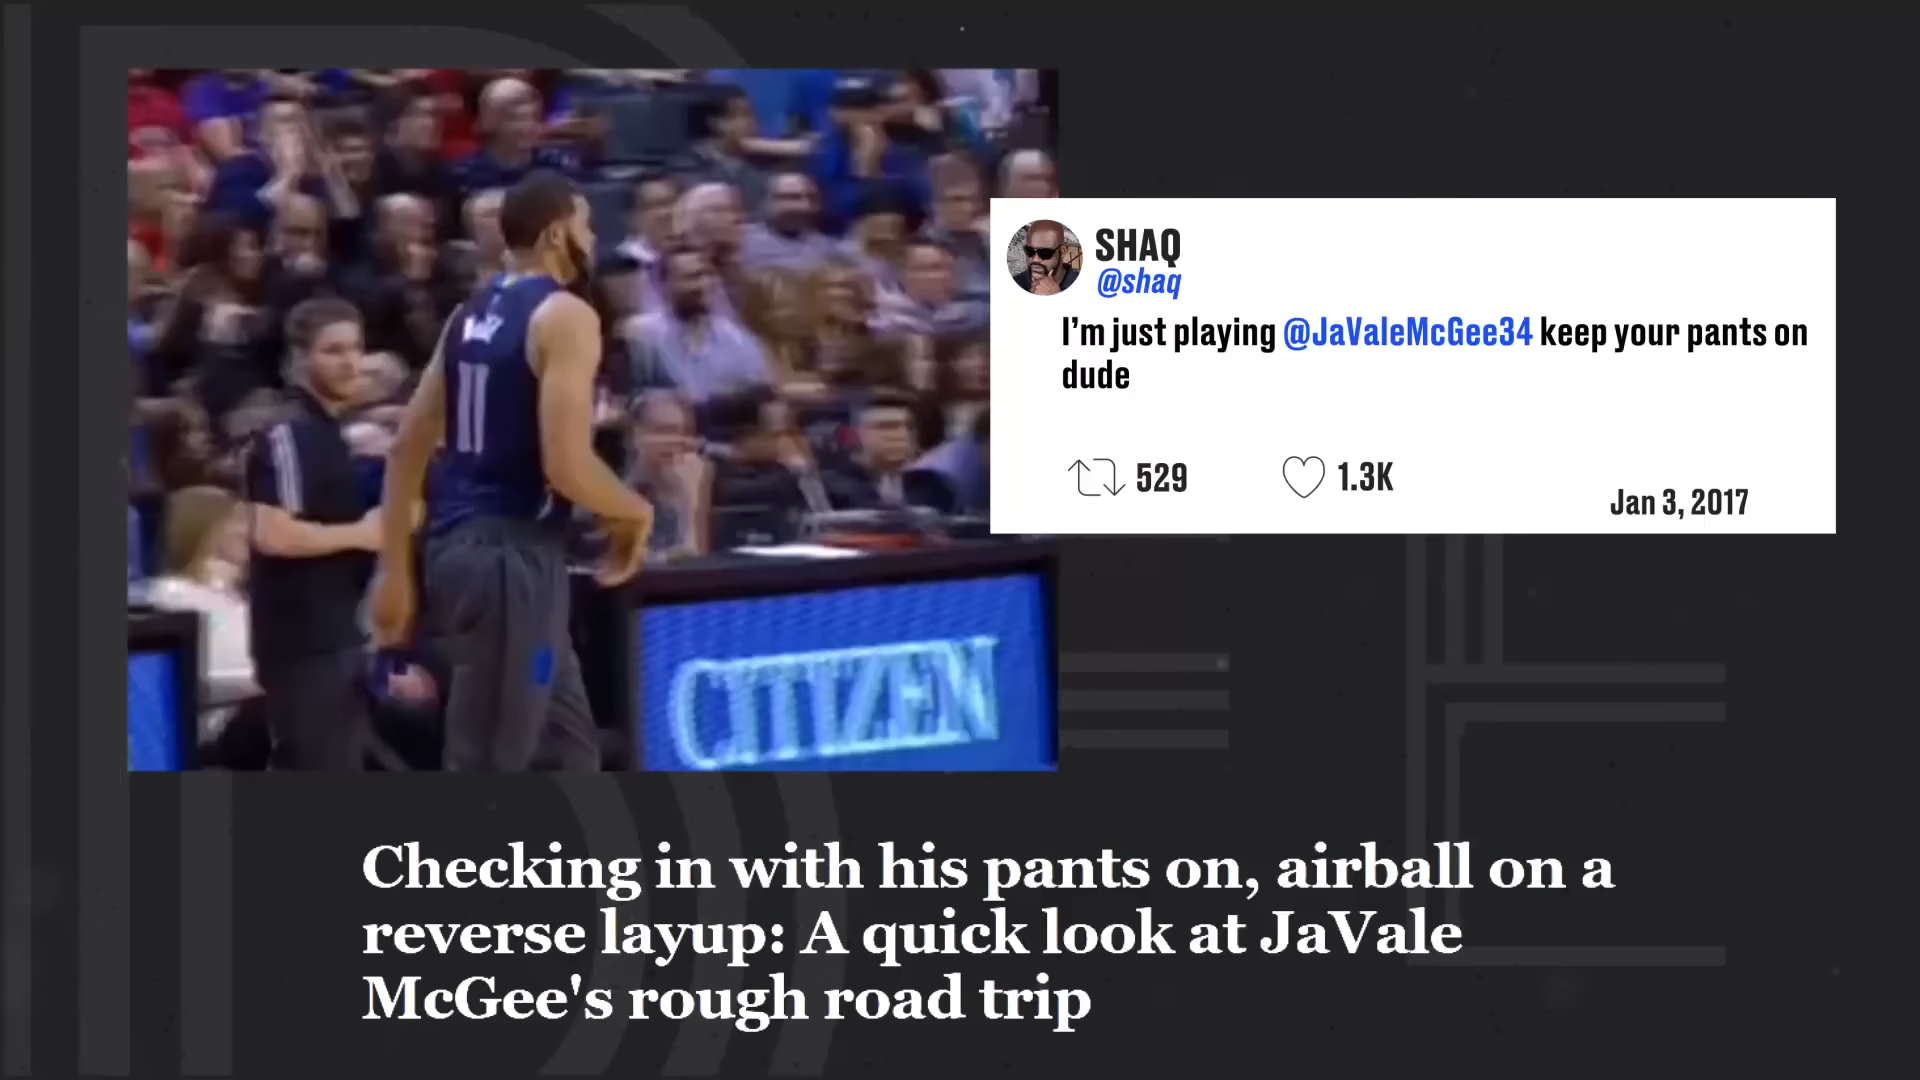 SHAQ
@shaq
I'm just playing @JaValeMcGee34 keep your pants on
dude
529
1.3K
Jan 3, 2017
11
CITIZEN
Checking in with his pants on, airball on a
reverse layup: A quick look at JaVale
McGee's rough road trip